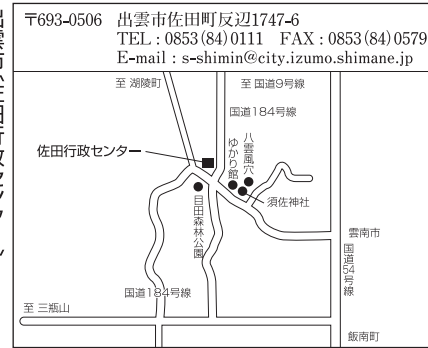 〒693-0506 出雲市佐田町反辺1747-6
TEL : 0853(84)0111 FAX : 0853(84)0579
E-mail : s-shimin@city.izumo.shimane.jp
至 湖陵町
至 国道9号線
国道184号線
佐田行政センター
八雲風穴
ゆかり館
須佐神社
目田森林公園
雲南市
国道54号線
国道184号線
至 三瓶山
飯南町